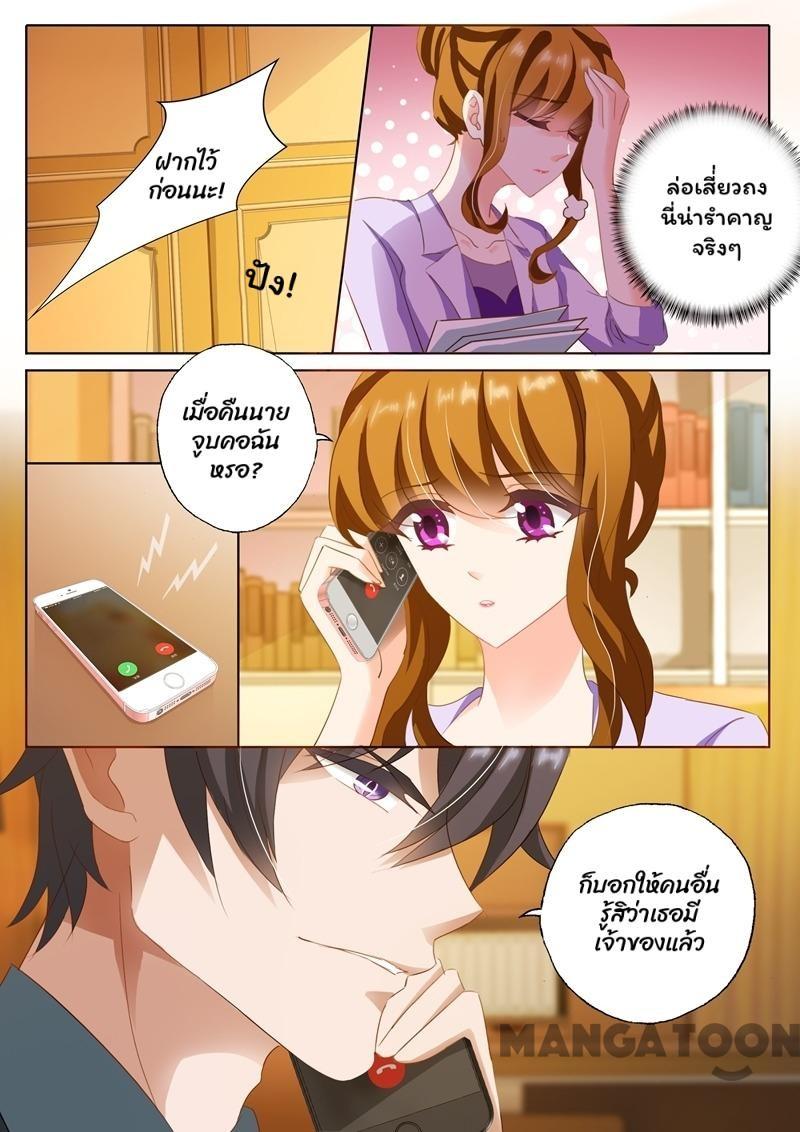 ฝากไว้
ก่อนนะ!
ปัง!
ล่อเสี่ยวถง
นี่น่ารำคาญ
จริงๆ
เมื่อคืนนาย
จูบคอฉัน
หรอ?
ก็บอกให้คนอื่น
รู้สิว่าเธอมี
เจ้าของแล้ว
MANGATOON